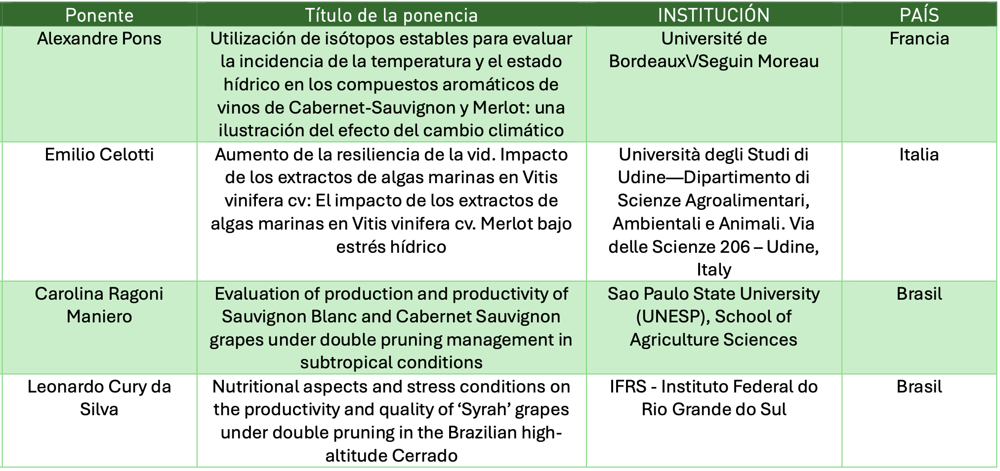 Ponente
Título de la ponencia
INSTITUCIÓN
PAÍS
Alexandre Pons
Utilización de isótopos estables para evaluar
la incidencia de la temperatura y el estado
hídrico en los compuestos aromáticos de
vinos de Cabernet-Sauvignon y Merlot: una
ilustración del efecto del cambio climático
Université de
Bordeaux\/Seguin Moreau
Francia
Emilio Celotti
Aumento de la resiliencia de la vid. Impacto
de los extractos de algas marinas en Vitis
vinifera cv: El impacto de los extractos de
algas marinas en Vitis vinifera cv. Merlot bajo
estrés hídrico
Università degli Studi di
Udine—Dipartimento di
Scienze Agroalimentari,
Ambientali e Animali. Via
delle Scienze 206 – Udine,
Italy
Italia
Carolina Ragoni
Maniero
Evaluation of production and productivity of
Sauvignon Blanc and Cabernet Sauvignon
grapes under double pruning management in
subtropical conditions
Sao Paulo State University
(UNESP), School of
Agriculture Sciences
Brasil
Leonardo Cury da
Silva
Nutritional aspects and stress conditions on
the productivity and quality of ‘Syrah’ grapes
under double pruning in the Brazilian high-
altitude Cerrado
IFRS - Instituto Federal do
Rio Grande do Sul
Brasil